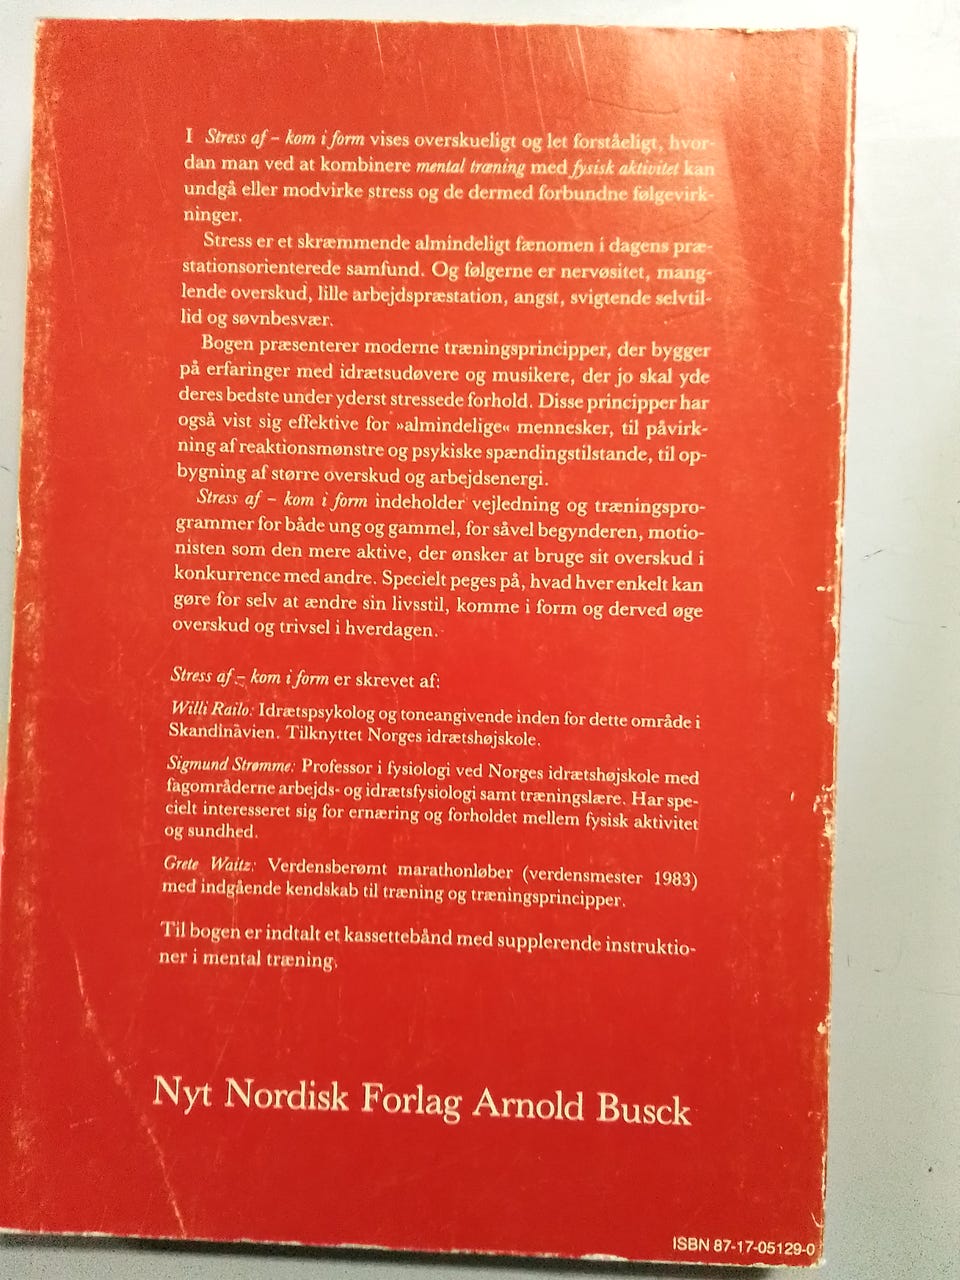 I Stress af – kom i form vises overskueligt og let forståeligt, hvor-
dan man ved at kombinere mental træning med fysisk aktivitet kan
undgå eller modvirke stress og de dermed forbundne følgevirk-
ninger.
Stress er et skræmmende almindeligt fænomen i dagens præ-
stationsorienterede samfund. Og følgerne er nervøsitet, mang-
lende overskud, lille arbejdspræstation, angst, svigtende selvtil-
lid og søvnbesvær.
Bogen præsenterer moderne træningsprincipper, der bygger
på erfaringer med idrætsudøvere og musikere, der jo skal yde
deres bedste under yderst stressede forhold. Disse principper har
også vist sig effektive for »almindelige« mennesker, til påvirk-
ning af reaktionsmønstre og psykiske spændingstilstande, til op-
bygning af større overskud og arbejdsenergi.
Stress af – kom i form indeholder vejledning og træningspro-
grammer for både ung og gammel, for såvel begynderen, motio-
nisten som den mere aktive, der ønsker at bruge sit overskud i
konkurrence med andre. Specielt peges på, hvad hver enkelt kan
gøre for selv at ændre sin livsstil, komme i form og derved øge
overskud og trivsel i hverdagen.
Stress af – kom i form er skrevet af:
Willi Railo: Idrætspsykolog og toneangivende inden for dette område i
Skandinavien. Tilknyttet Norges idrætshøjskole.
Sigmund Strømme: Professor i fysiologi ved Norges idrætshøjskole med
fagområderne arbejds- og idrætsfysiologi samt træningslære. Har spe-
cielt interesseret sig for ernæring og forholdet mellem fysisk aktivitet
og sundhed.
Grete Waitz: Verdensberømt marathonløber (verdensmester 1983)
med indgående kendskab til træning og træningsprincipper.
Til bogen er indtalt et kassettebånd med supplerende instruktio-
ner i mental træning.
Nyt Nordisk Forlag Arnold Busck
ISBN 87-17-05129-0